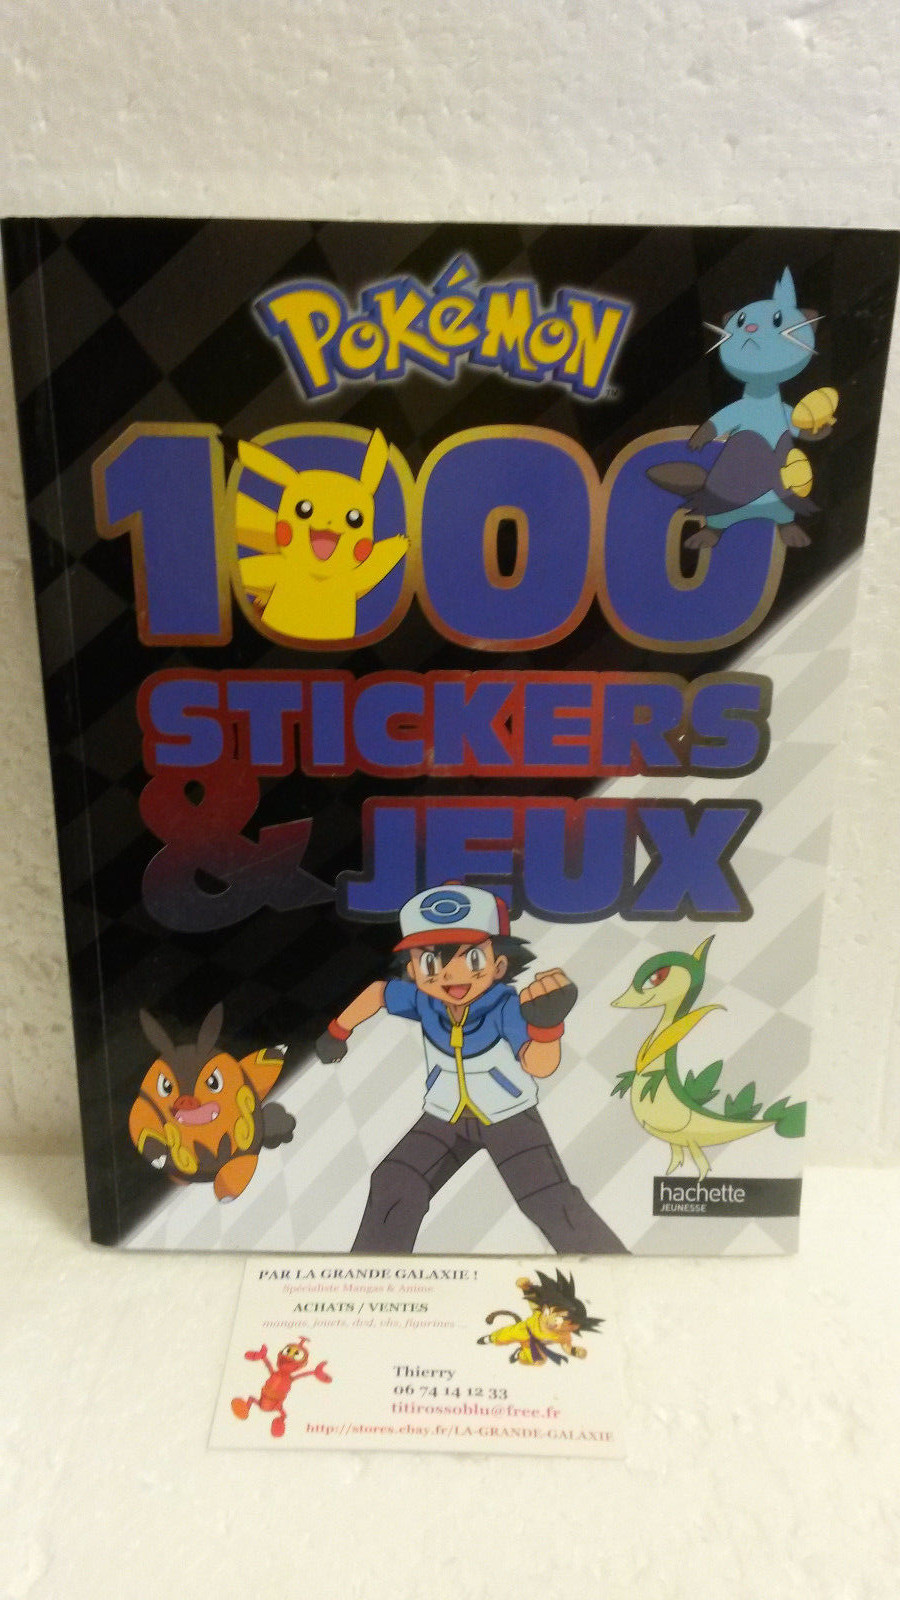 POKéMON™
1000
STICKERS
& JEUX
hachette
JEUNESSE
PAR LA GRANDE GALAXIE !
Spécialiste Mangas & Anime
ACHATS / VENTES
mangas, jouets, dvd, vhs, figurines ...
Thierry
06 74 14 12 33
titirossoblu@free.fr
http://stores.ebay.fr/LA-GRANDE-GALAXIE